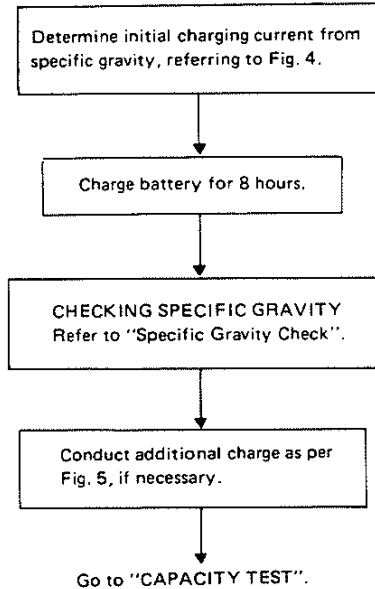 Determine initial charging current from
specific gravity, referring to Fig. 4.
Charge battery for 8 hours.
CHECKING SPECIFIC GRAVITY
Refer to "Specific Gravity Check".
Conduct additional charge as per
Fig. 5, if necessary.
Go to "CAPACITY TEST".